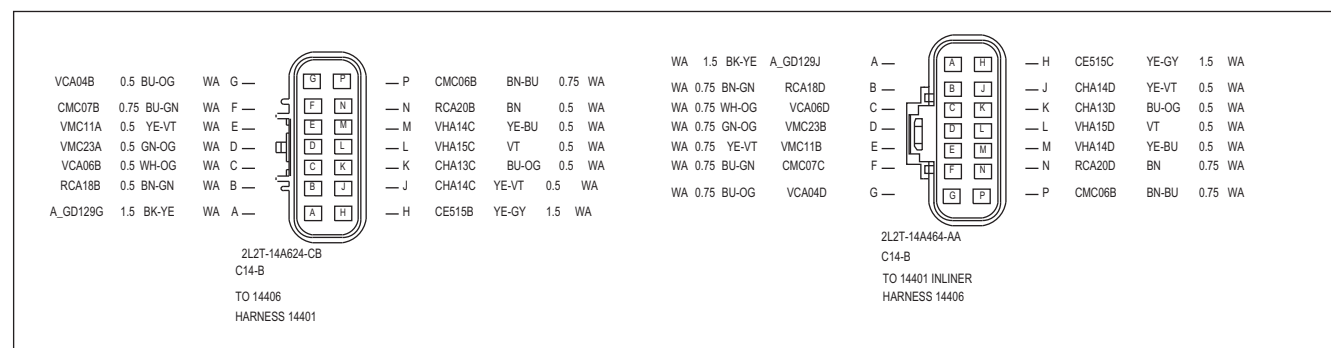 VCA04B 0.5 BU-OG WA G G P P CMC06B BN-BU 0.75 WA
CMC07B 0.75 BU-GN WA F F N N RCA20B BN 0.5 WA
VMC11A 0.5 YE-VT WA E E M M VHA14C YE-BU 0.5 WA
VMC23A 0.5 GN-OG WA D D L L VHA15C VT 0.5 WA
VCA06B 0.5 WH-OG WA C C K K CHA13C BU-OG 0.5 WA
RCA18B 0.5 BN-GN WA B B J J CHA14C YE-VT 0.5 WA
A_GD129G 1.5 BK-YE WA A A H H CE515B YE-GY 1.5 WA
2L2T-14A624-CB
C14-B
TO 14406
HARNESS 14401
WA 1.5 BK-YE A_GD129J A A H H CE515C YE-GY 1.5 WA
WA 0.75 BN-GN RCA18D B B J J CHA14D YE-VT 0.5 WA
WA 0.75 WH-OG VCA06D C C K K CHA13D BU-OG 0.5 WA
WA 0.75 GN-OG VMC23B D D L L VHA15D VT 0.5 WA
WA 0.75 YE-VT VMC11B E E M M VHA14D YE-BU 0.5 WA
WA 0.75 BU-GN CMC07C F F N N RCA20D BN 0.75 WA
WA 0.75 BU-OG VCA04D G G P P CMC06B BN-BU 0.75 WA
2L2T-14A464-AA
C14-B
TO 14401 INLINER
HARNESS 14406